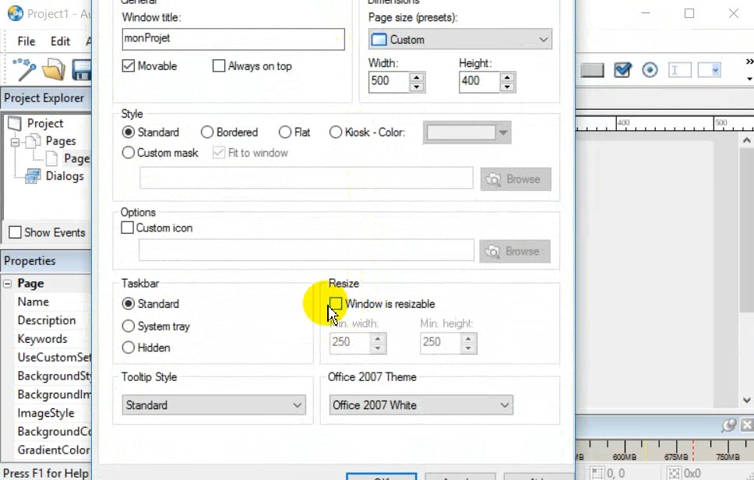 Project1* - Au
General
Dimensions
Window title:
Page size (presets):
File Edit A
monProjet
Custom
Movable Always on top
Width: Height:
500 400
Project Explorer
Style
Project
Standard Bordered Flat Kiosk - Color:
400 500
Pages
Page
Custom mask Fit to window
Dialogs
Browse
Options
Show Events
Custom icon
Browse
Properties
Page
Taskbar
Resize
Name
Standard
Window is resizable
Description
System tray
Min. width: Min. height:
Keywords
250 250
UseCustomSet
Hidden
BackgroundSty
Tooltip Style
Office 2007 Theme
BackgroundIm
Standard
Office 2007 White
ImageStyle
BackgroundCo
GradientColor
600MB 675MB 750MB
Press F1 for Help
0, 0 0x0